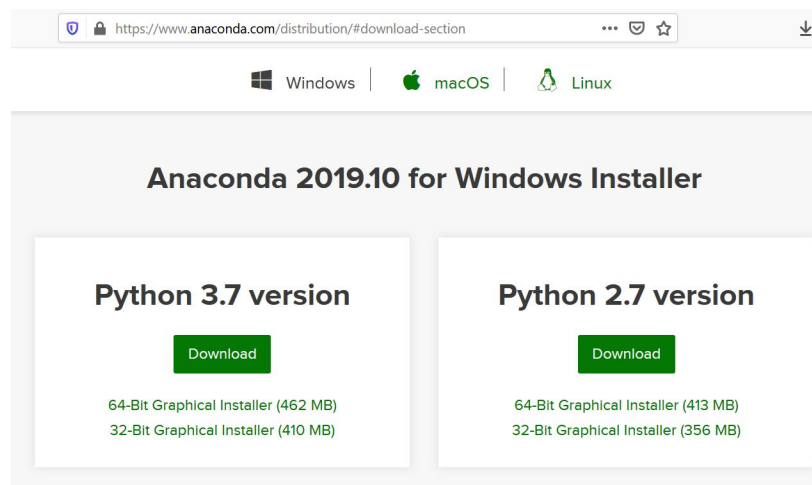 https://www.anaconda.com/distribution/#download-section
Windows
macOS
Linux
Anaconda 2019.10 for Windows Installer
Python 3.7 version
Download
64-Bit Graphical Installer (462 MB)
32-Bit Graphical Installer (410 MB)
Python 2.7 version
Download
64-Bit Graphical Installer (413 MB)
32-Bit Graphical Installer (356 MB)